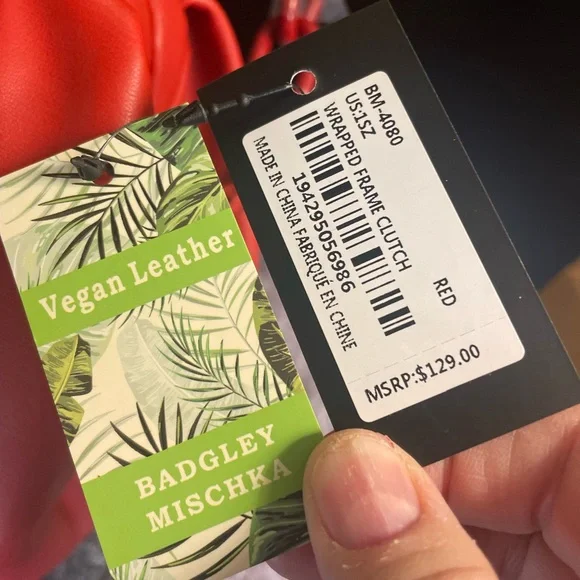 Vegan Leather
BADGLEY
MISCHKA
BM-4080
US:1SZ
WRAPPED FRAME CLUTCH
RED
194295056986
MADE IN CHINA FABRIQUÉ EN CHINE
MSRP:$129.00